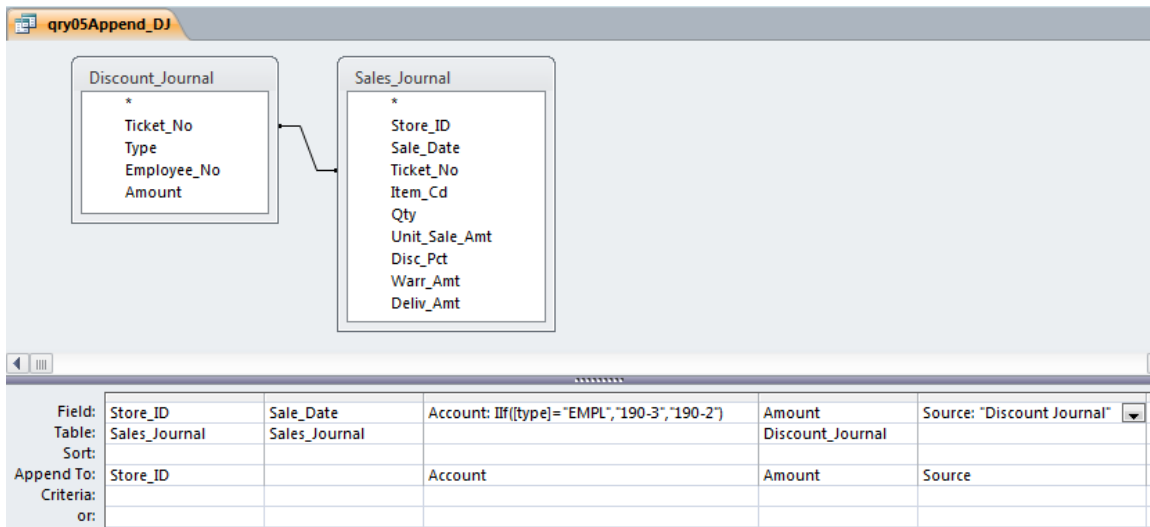 qry05Append_DJ
Discount_Journal
*
Ticket_No
Type
Employee_No
Amount
Sales_Journal
*
Store_ID
Sale_Date
Ticket_No
Item_Cd
Qty
Unit_Sale_Amt
Disc_Pct
Warr_Amt
Deliv_Amt
Field: Store_ID Sale_Date Account: IIf([type]="EMPL","190-3","190-2") Amount Source: "Discount Journal"
Table: Sales_Journal Sales_Journal Discount_Journal
Sort:
Append To: Store_ID Account Amount Source
Criteria:
or: